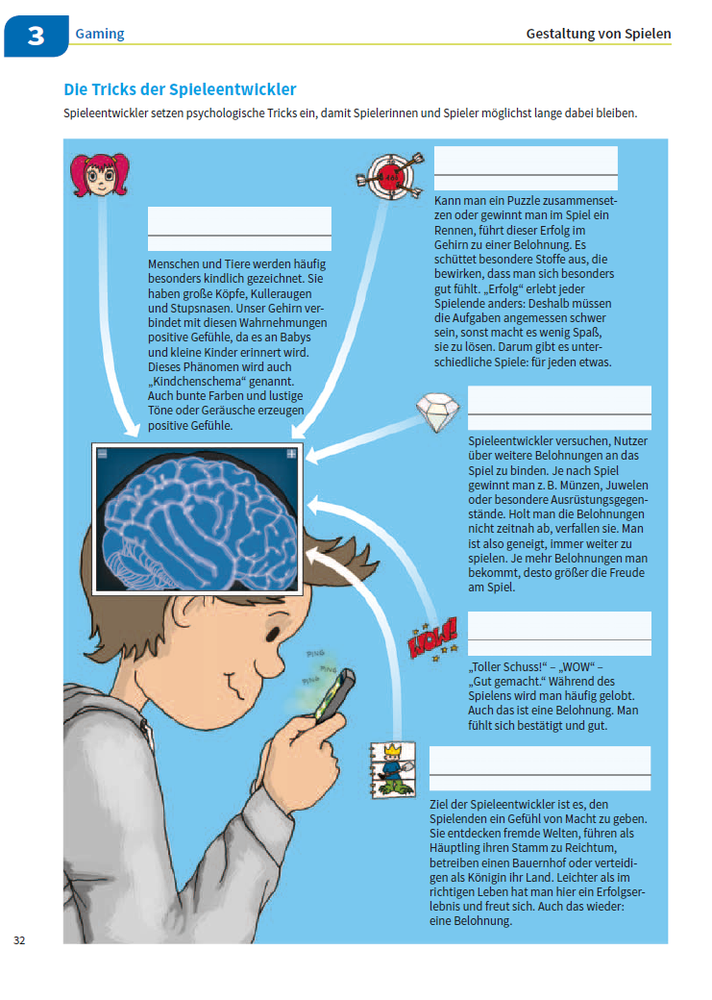 3
Gaming
Gestaltung von Spielen
Die Tricks der Spieleentwickler
Spieleentwickler setzen psychologische Tricks ein, damit Spielerinnen und Spieler möglichst lange dabei bleiben.
Menschen und Tiere werden häufig
besonders kindlich gezeichnet. Sie
haben große Köpfe, Kulleraugen
und Stupsnasen. Unser Gehirn ver-
bindet mit diesen Wahrnehmungen
positive Gefühle, da es an Babys
und kleine Kinder erinnert wird.
Dieses Phänomen wird auch
„Kindchenschema“ genannt.
Auch bunte Farben und lustige
Töne oder Geräusche erzeugen
positive Gefühle.
Kann man ein Puzzle zusammenset-
zen oder gewinnt man im Spiel ein
Rennen, führt dieser Erfolg im
Gehirn zu einer Belohnung. Es
schüttet besondere Stoffe aus, die
bewirken, dass man sich besonders
gut fühlt. „Erfolg“ erlebt jeder
Spielende anders: Deshalb müssen
die Aufgaben angemessen schwer
sein, sonst macht es wenig Spaß,
sie zu lösen. Darum gibt es unter-
schiedliche Spiele: für jeden etwas.
Spieleentwickler versuchen, Nutzer
über weitere Belohnungen an das
Spiel zu binden. Je nach Spiel
gewinnt man z. B. Münzen, Juwelen
oder besondere Ausrüstungsgegen-
stände. Holt man die Belohnungen
nicht zeitnah ab, verfallen sie. Man
ist also geneigt, immer weiter zu
spielen. Je mehr Belohnungen man
bekommt, desto größer die Freude
am Spiel.
WOW!
„Toller Schuss!“ – „WOW“ –
„Gut gemacht.“ Während des
Spielens wird man häufig gelobt.
Auch das ist eine Belohnung. Man
fühlt sich bestätigt und gut.
PING
PING
PING
Ziel der Spieleentwickler ist es, den
Spielenden ein Gefühl von Macht zu geben.
Sie entdecken fremde Welten, führen als
Häuptling ihren Stamm zu Reichtum,
betreiben einen Bauernhof oder verteidi-
gen als Königin ihr Land. Leichter als im
richtigen Leben hat man hier ein Erfolgser-
lebnis und freut sich. Auch das wieder:
eine Belohnung.
32